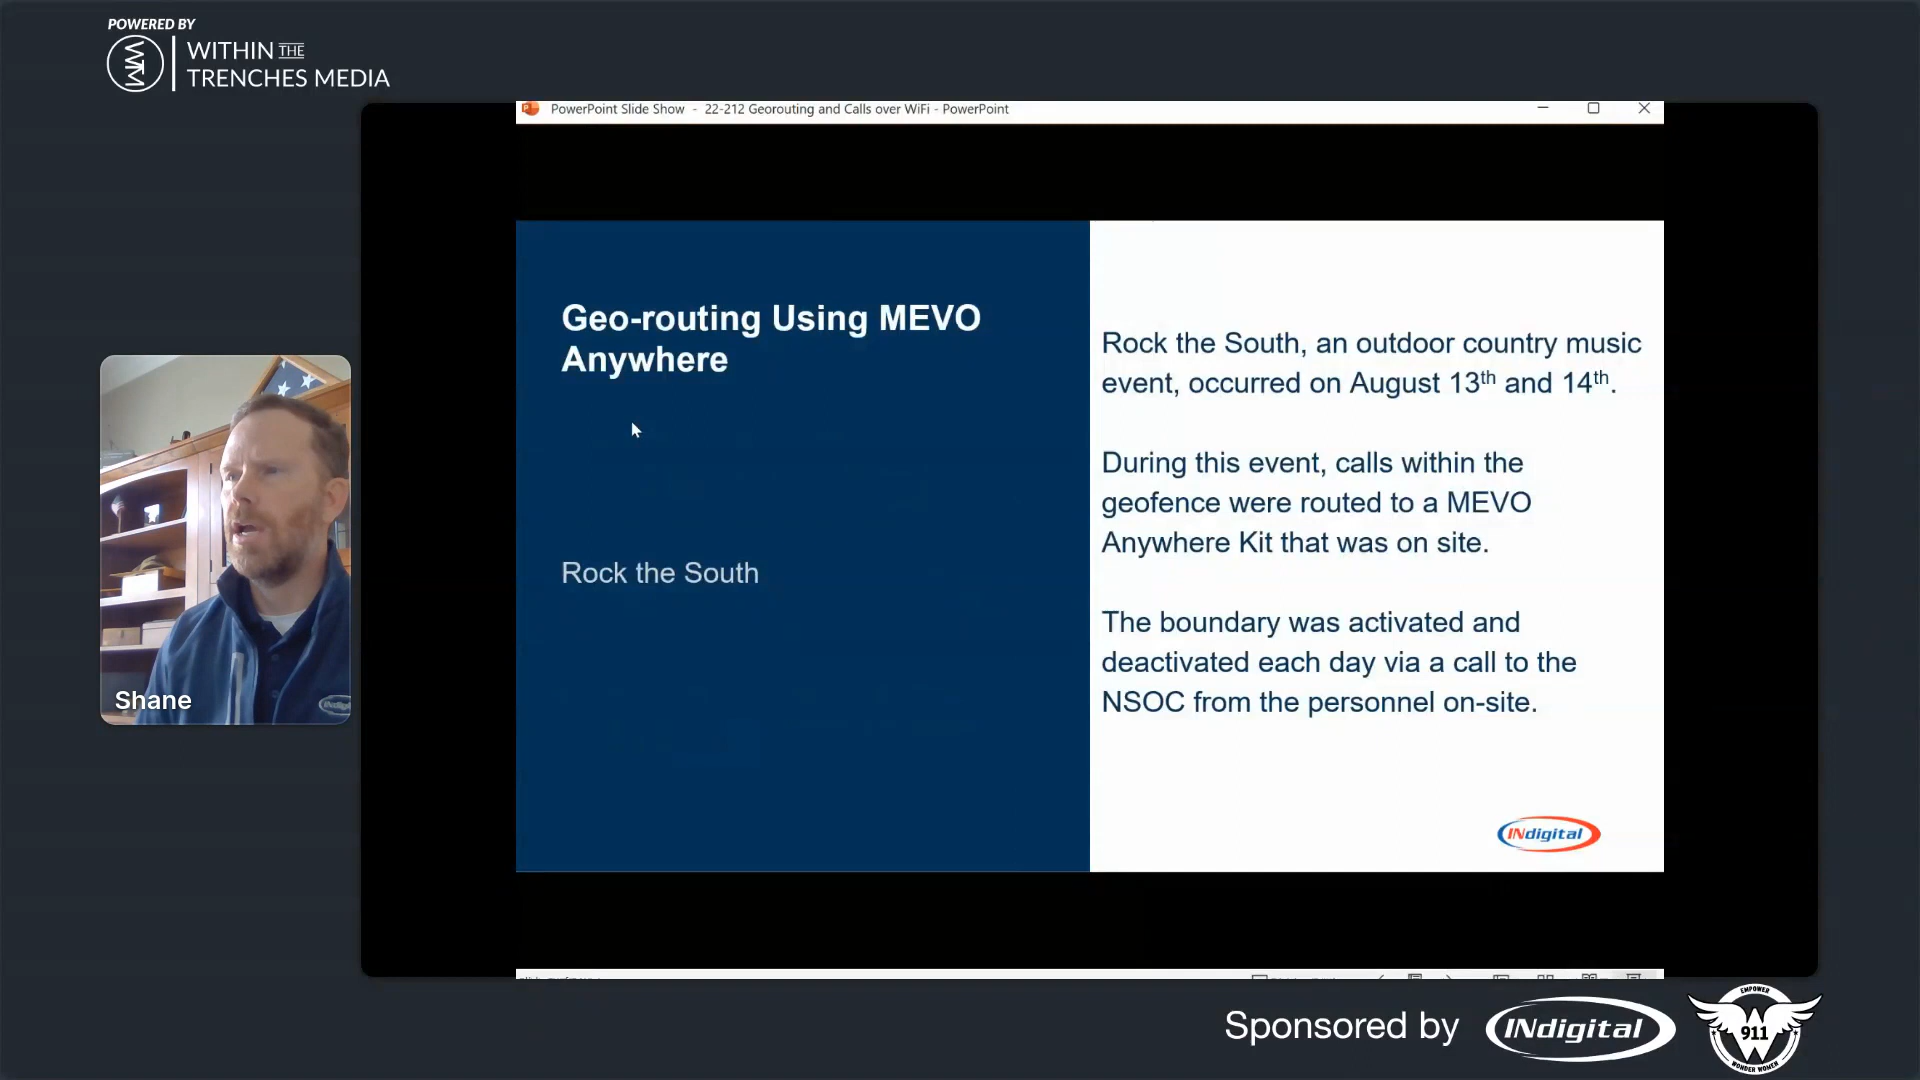 POWERED BY
WITHIN THE
TRENCHES MEDIA
PowerPoint Slide Show - 22-212 Georouting and Calls over WiFi - PowerPoint
Geo-routing Using MEVO
Anywhere
Rock the South
Rock the South, an outdoor country music
event, occurred on August 13th and 14th.
During this event, calls within the
geofence were routed to a MEVO
Anywhere Kit that was on site.
The boundary was activated and
deactivated each day via a call to the
NSOC from the personnel on-site.
INdigital
Shane
Sponsored by
INdigital
EMPOWER
W
911
WONDER WOMEN